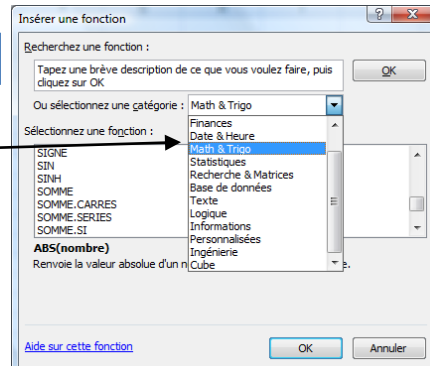 Insérer une fonction
Recherchez une fonction :
Tapez une brève description de ce que vous voulez faire, puis
cliquez sur OK
OK
Ou sélectionnez une catégorie : Math & Trigo
Finances
Date & Heure
Math & Trigo
Statistiques
Recherche & Matrices
Base de données
Texte
Logique
Informations
Personnalisées
Ingénierie
Cube
Sélectionnez une fonction :
SIGNE
SIN
SINH
SOMME
SOMME.CARRES
SOMME.SERIES
SOMME.SI
ABS(nombre)
Renvoie la valeur absolue d'un
Aide sur cette fonction
OK
Annuler